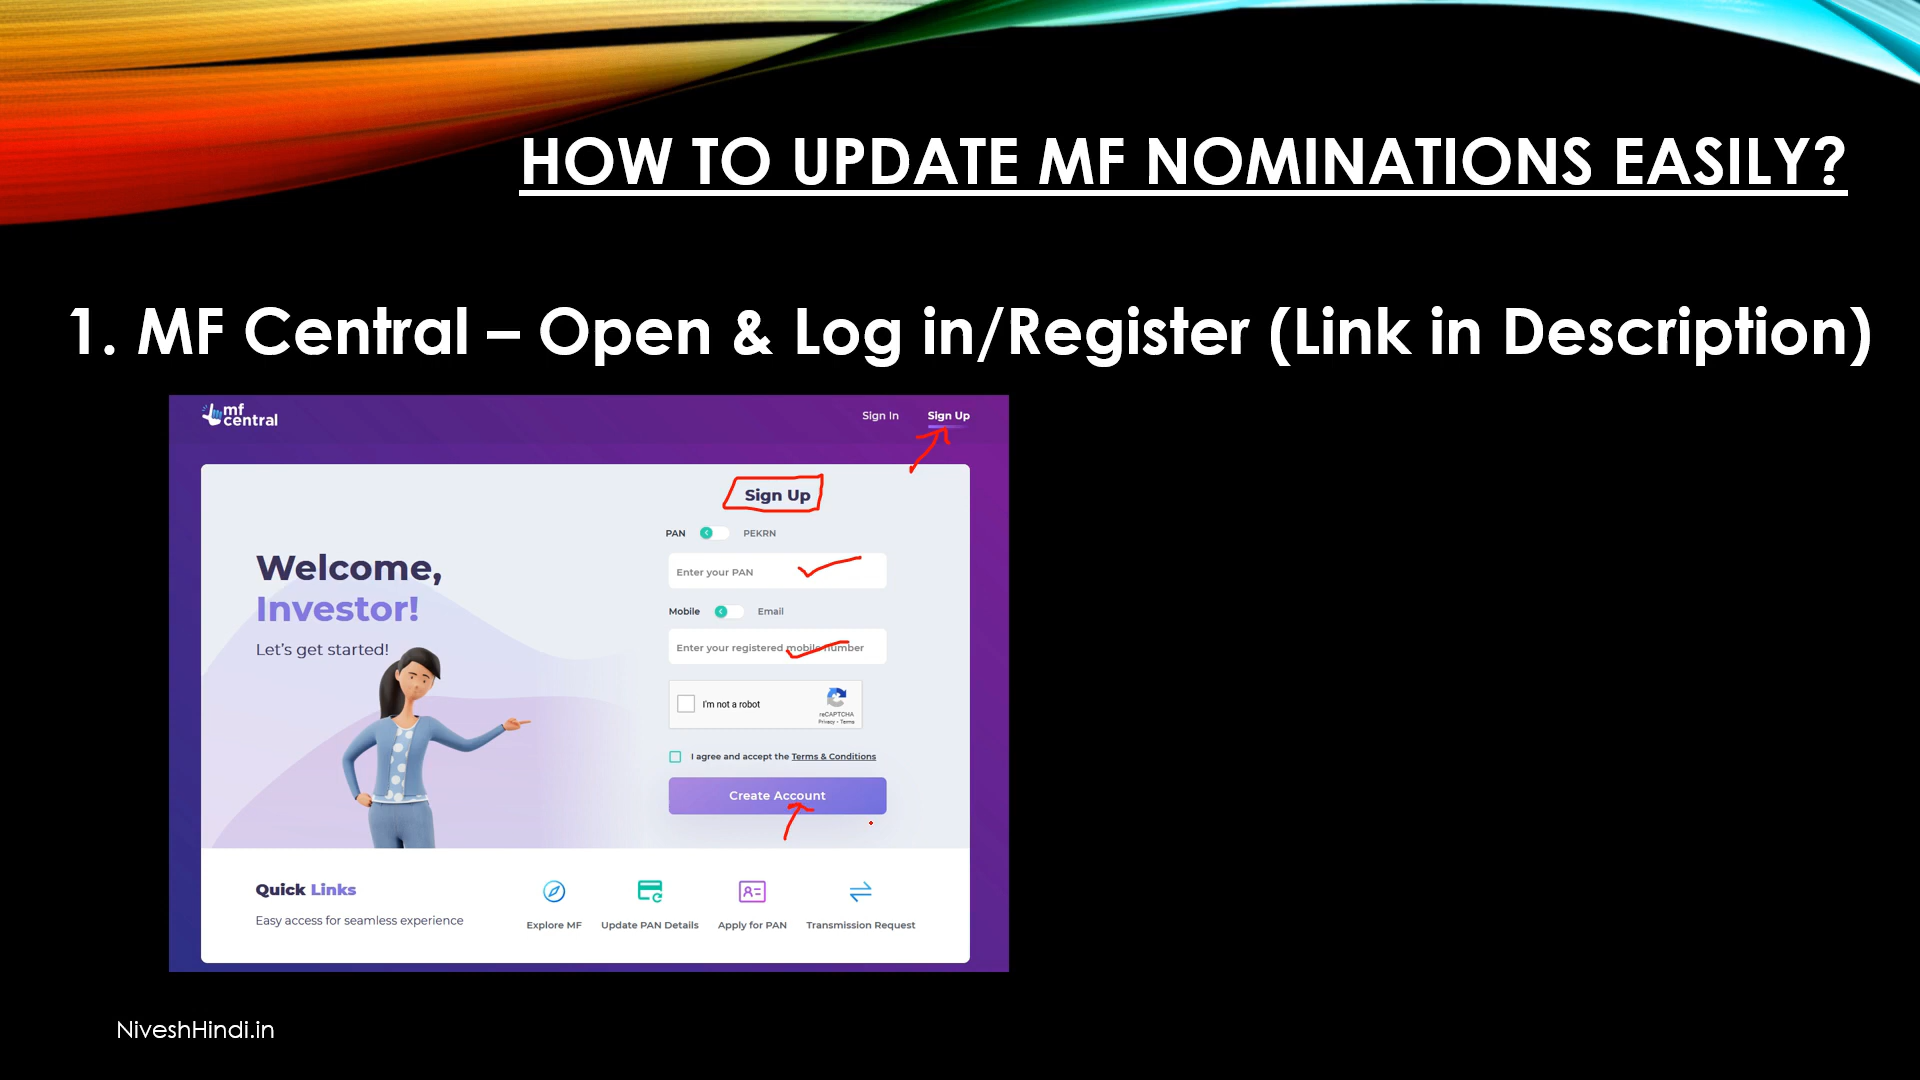 HOW TO UPDATE MF NOMINATIONS EASILY?
1. MF Central – Open & Log in/Register (Link in Description)
mf
central
Sign In
Sign Up
Sign Up
PAN
PEKRN
Enter your PAN
Mobile
Email
Enter your registered mobile number
I'm not a robot
reCAPTCHA
Privacy - Terms
I agree and accept the Terms & Conditions
Create Account
Welcome,
Investor!
Let's get started!
Quick Links
Easy access for seamless experience
Explore MF
Update PAN Details
Apply for PAN
Transmission Request
NiveshHindi.in